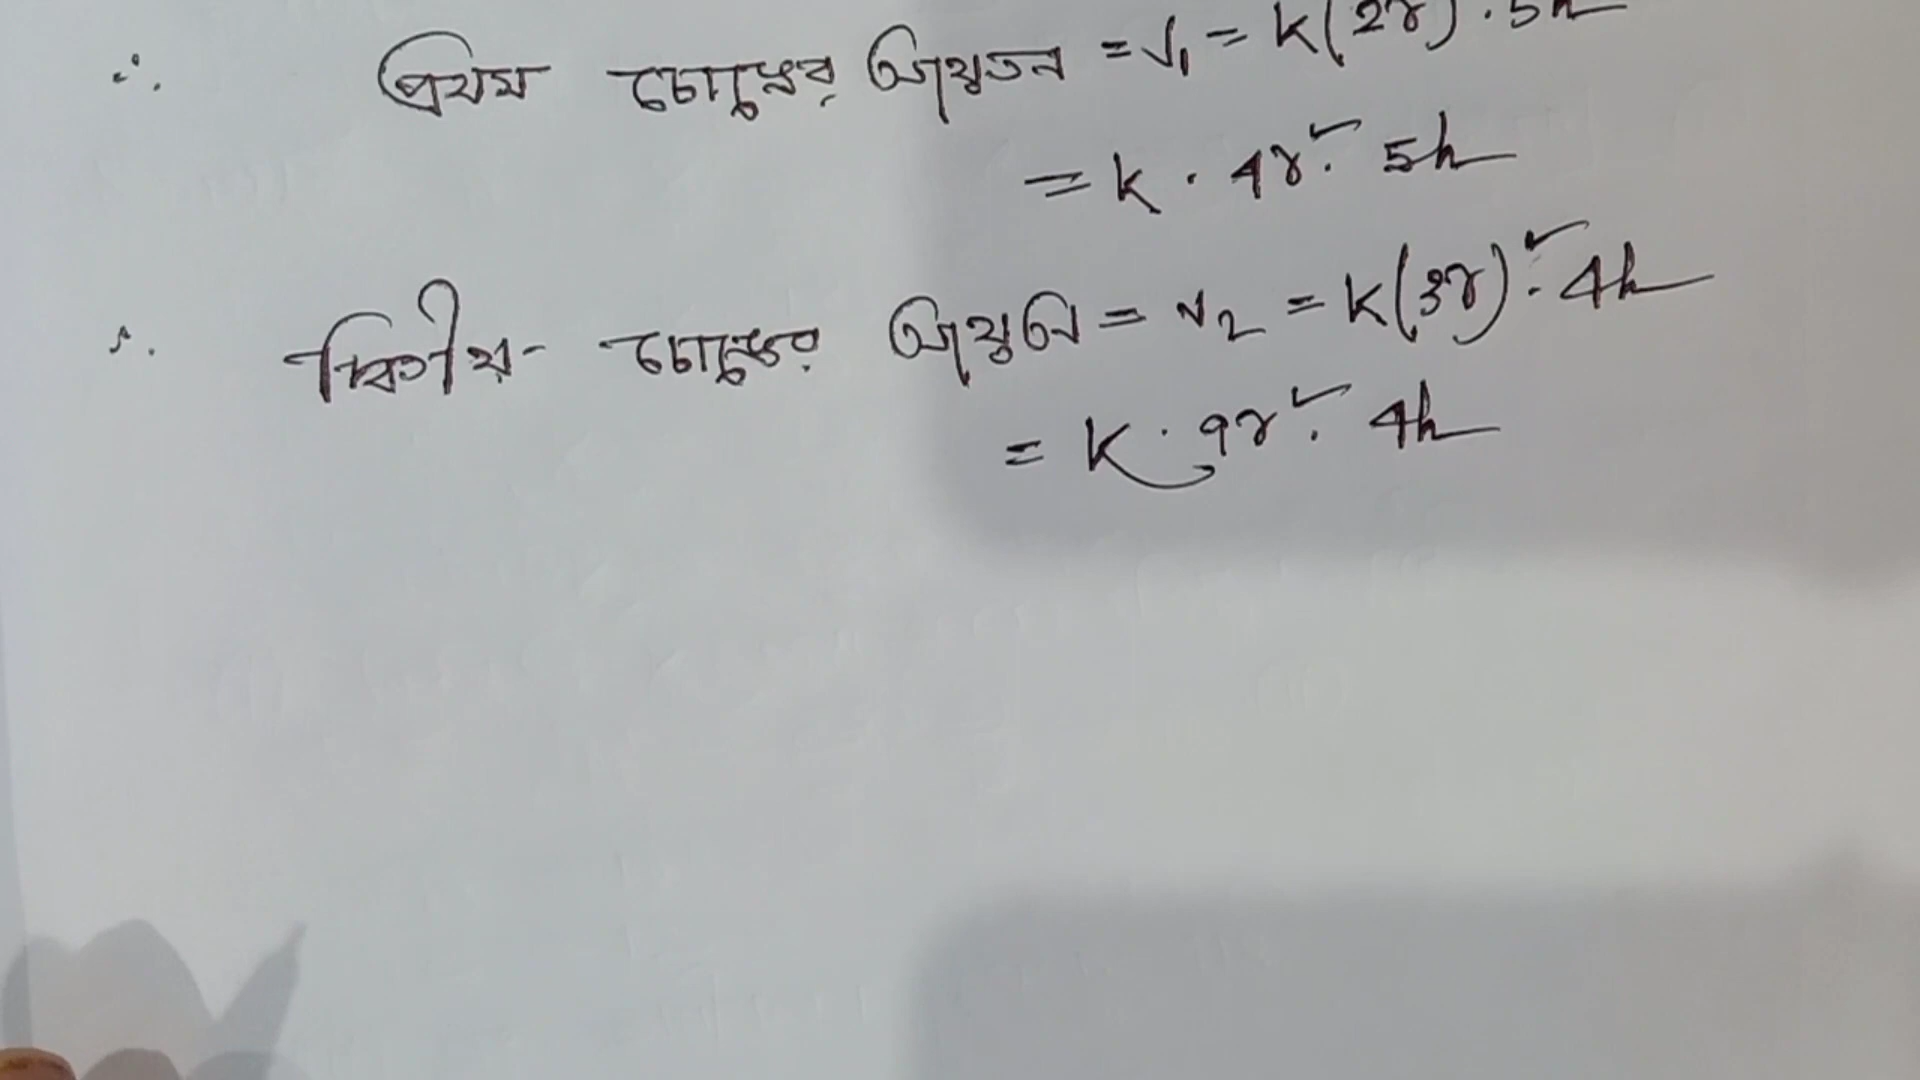 ∴ প্রথম চোঙের আয়তন = V₁ = K(2r)². 5h
= K . 4r². 5h
∴ দ্বিতীয় চোঙের আয়তন = V₂ = K(3r)². 4h
= K . 9r². 4h